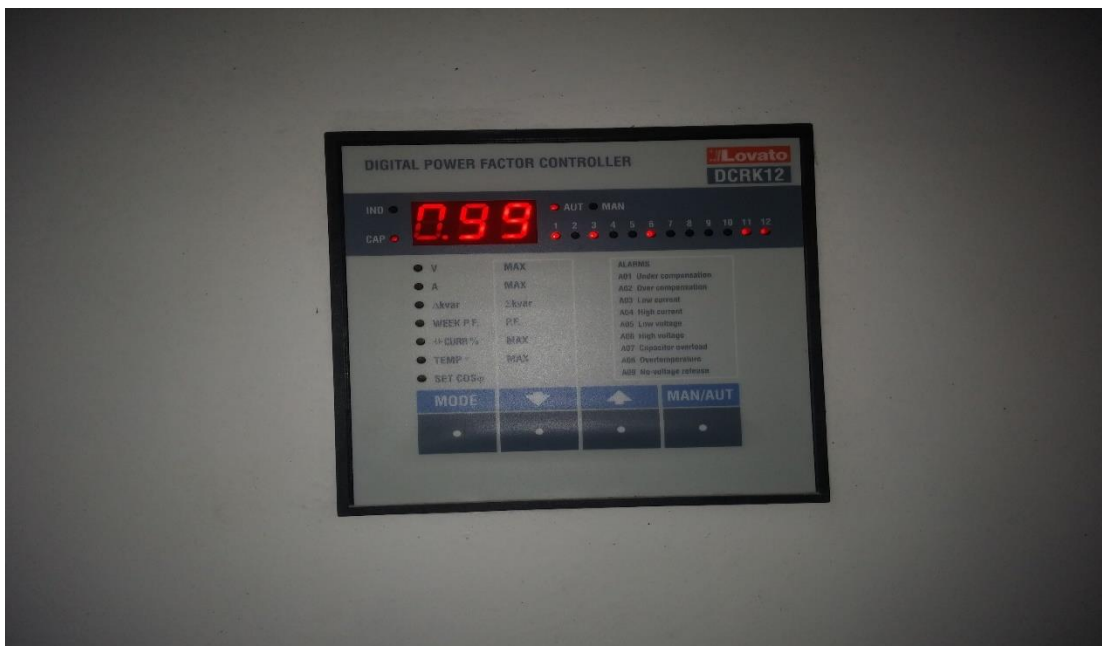 DIGITAL POWER FACTOR CONTROLLER
Lovato
DCRK12
IND
CAP
0.99
AUT MAN
1 2 3 4 5 6 7 8 9 10 11 12
V MAX
A MAX
Δkvar Σkvar
WEEK P.F. P.F.
CURR % MAX
TEMP ° MAX
SET COSφ
ALARMS
A01 Under compensation
A02 Over compensation
A03 Low current
A04 High current
A05 Low voltage
A06 High voltage
A07 Capacitor overload
A08 Overtemperature
A09 No-voltage release
MODE
MAN/AUT